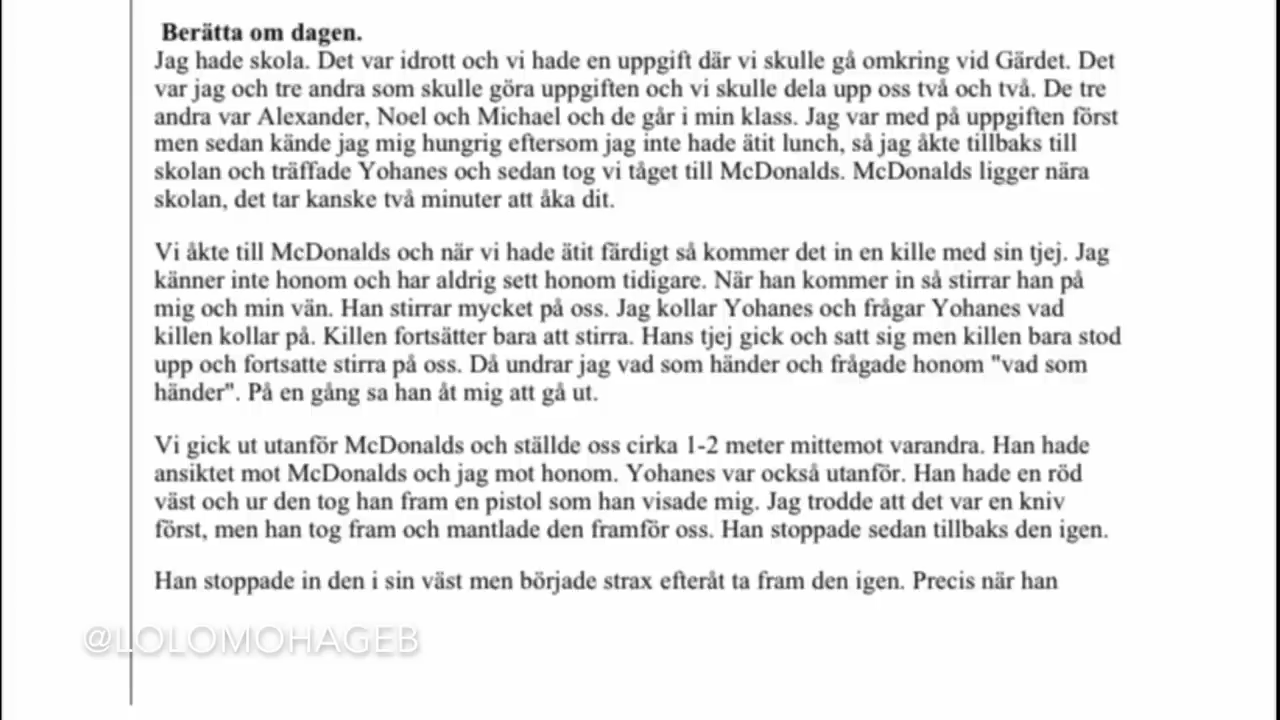 Berätta om dagen.
Jag hade skola. Det var idrott och vi hade en uppgift där vi skulle gå omkring vid Gärdet. Det
var jag och tre andra som skulle göra uppgiften och vi skulle dela upp oss två och två. De tre
andra var Alexander, Noel och Michael och de går i min klass. Jag var med på uppgiften först
men sedan kände jag mig hungrig eftersom jag inte hade ätit lunch, så jag åkte tillbaks till
skolan och träffade Yohanes och sedan tog vi tåget till McDonalds. McDonalds ligger nära
skolan, det tar kanske två minuter att åka dit.
Vi åkte till McDonalds och när vi hade ätit färdigt så kommer det in en kille med sin tjej. Jag
känner inte honom och har aldrig sett honom tidigare. När han kommer in så stirrar han på
mig och min vän. Han stirrar mycket på oss. Jag kollar Yohanes och frågar Yohanes vad
killen kollar på. Killen fortsätter bara att stirra. Hans tjej gick och satt sig men killen bara stod
upp och fortsatte stirra på oss. Då undrar jag vad som händer och frågade honom "vad som
händer". På en gång sa han åt mig att gå ut.
Vi gick ut utanför McDonalds och ställde oss cirka 1-2 meter mittemot varandra. Han hade
ansiktet mot McDonalds och jag mot honom. Yohanes var också utanför. Han hade en röd
väst och ur den tog han fram en pistol som han visade mig. Jag trodde att det var en kniv
först, men han tog fram och mantlade den framför oss. Han stoppade sedan tillbaks den igen.
Han stoppade in den i sin väst men började strax efteråt ta fram den igen. Precis när han
@LOLOMOHAGEB